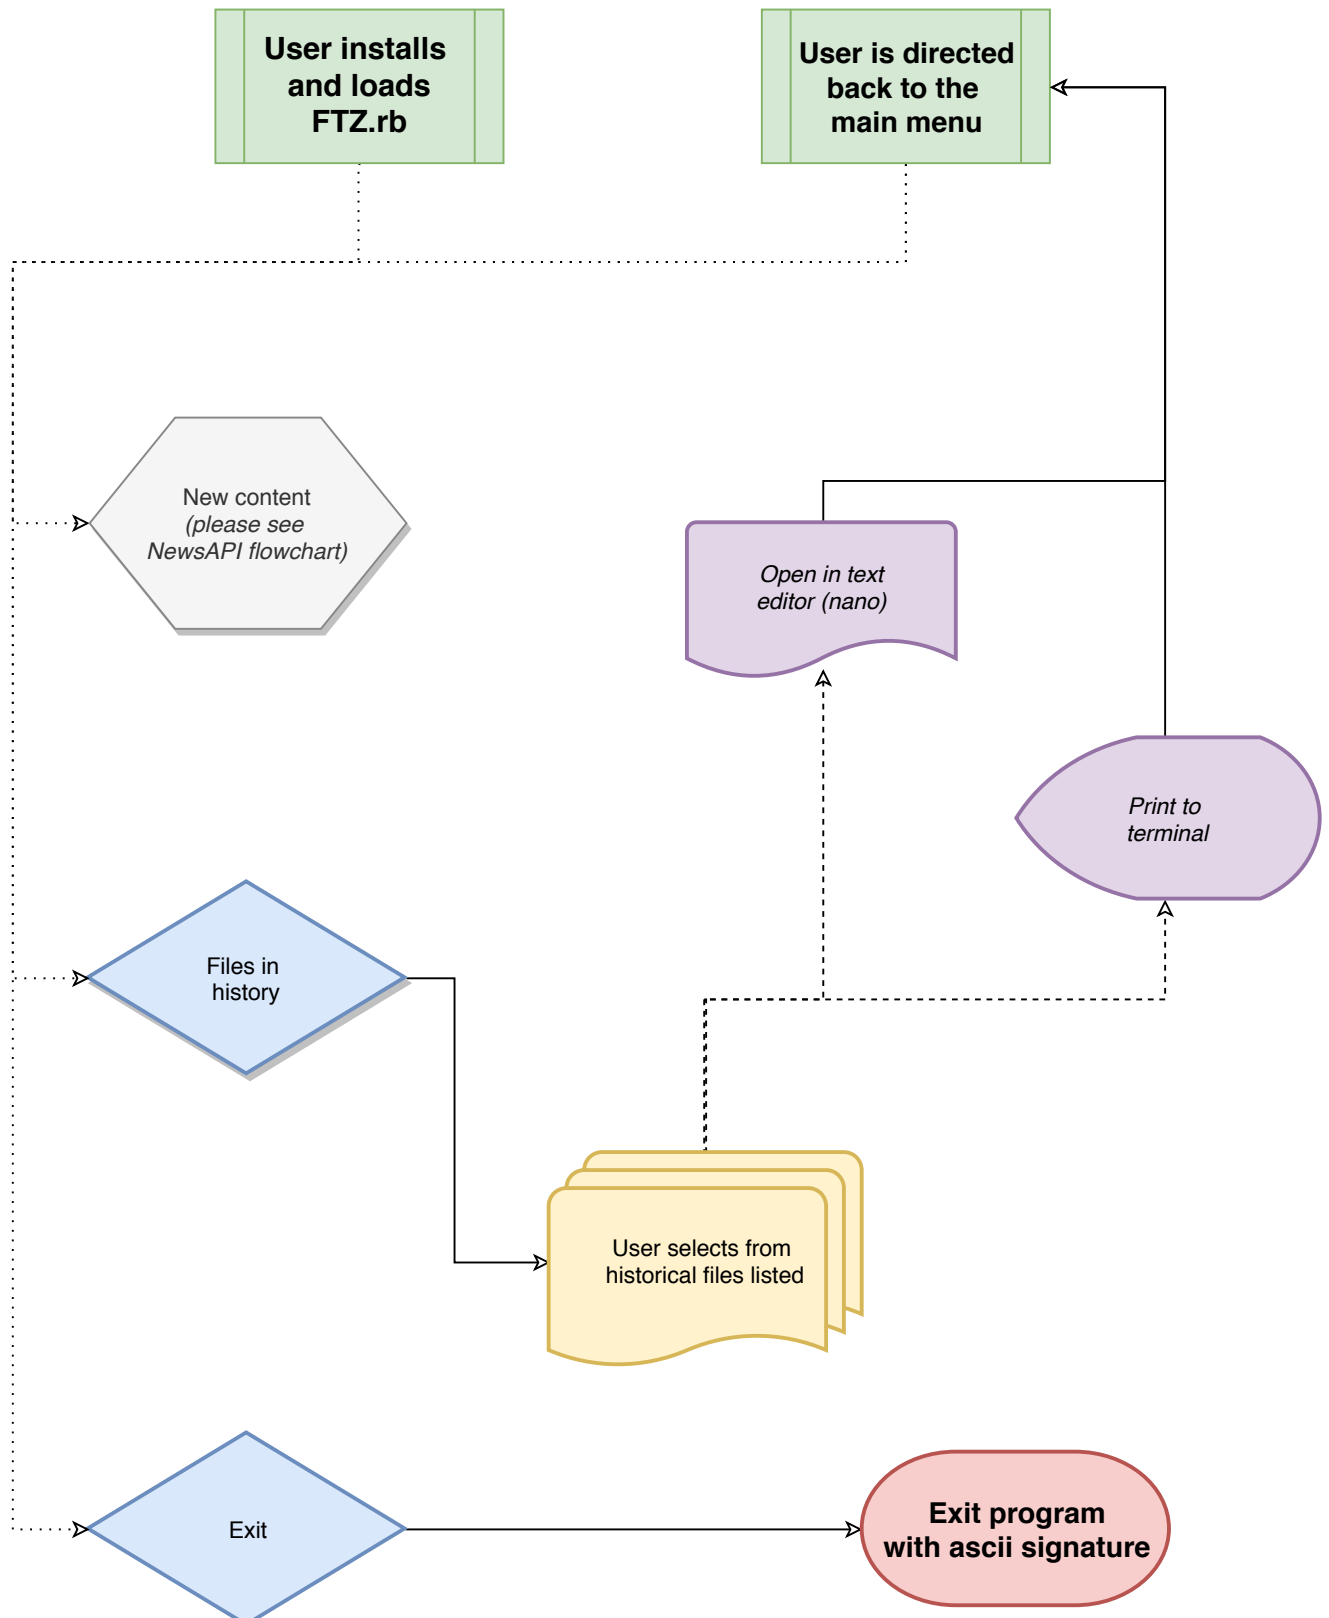 User installs
and loads
FTZ.rb
User is directed
back to the
main menu
New content
(please see
NewsAPI flowchart)
Open in text
editor (nano)
Print to
terminal
Files in
history
User selects from
historical files listed
Exit
Exit program
with ascii signature